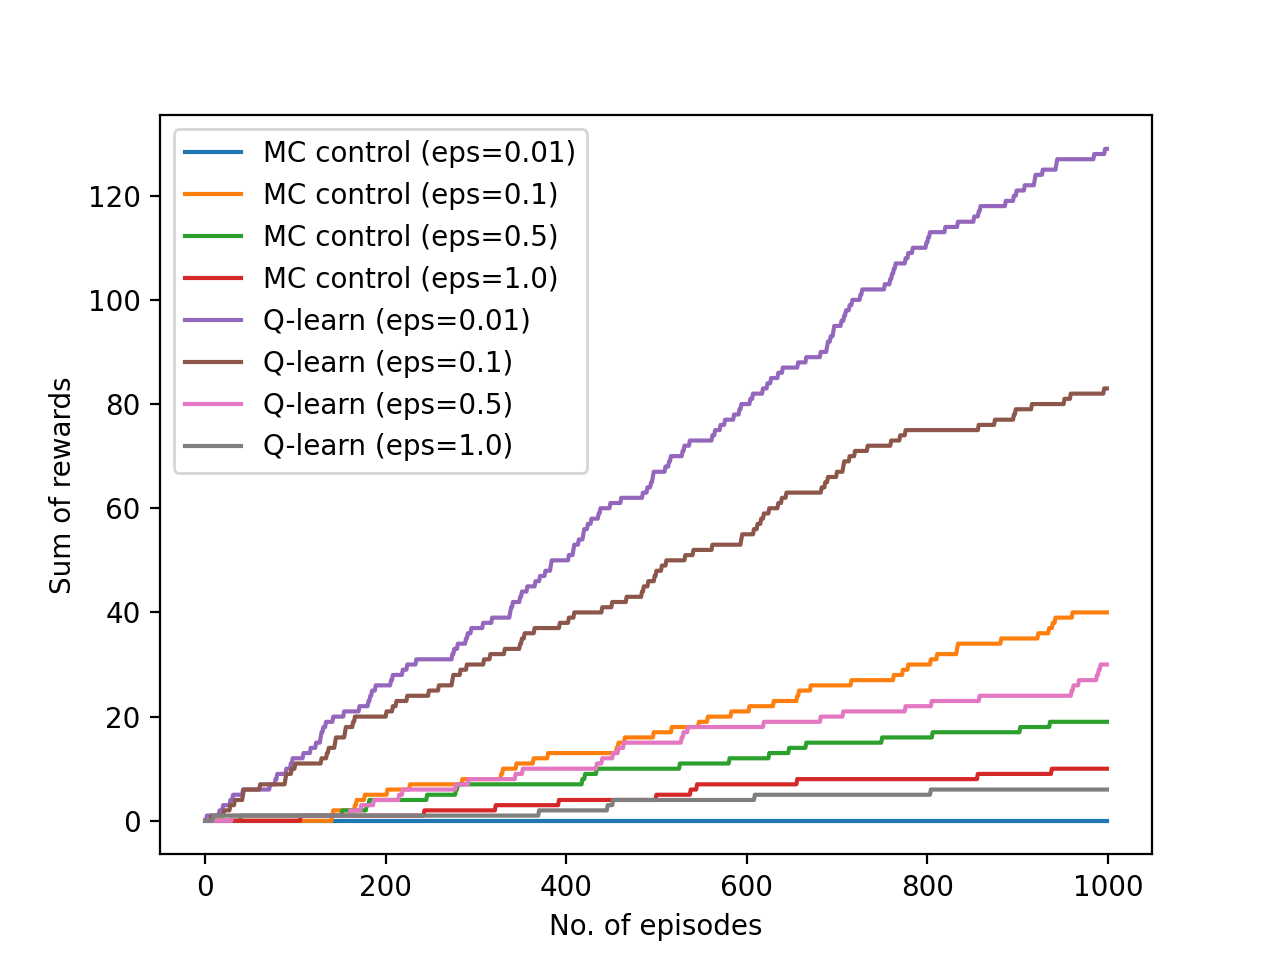 MC control (eps=0.01)
MC control (eps=0.1)
MC control (eps=0.5)
MC control (eps=1.0)
Q-learn (eps=0.01)
Q-learn (eps=0.1)
Q-learn (eps=0.5)
Q-learn (eps=1.0)
Sum of rewards
120
100
80
60
40
20
0
0 200 400 600 800 1000
No. of episodes